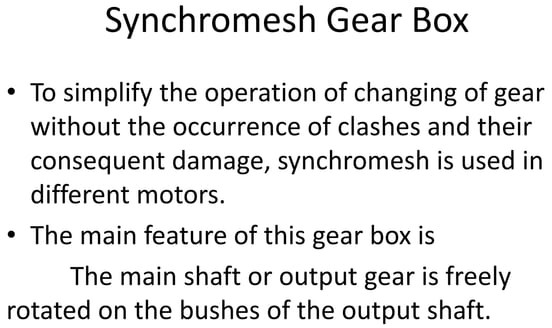 Synchromesh Gear Box
• To simplify the operation of changing of gear
without the occurrence of clashes and their
consequent damage, synchromesh is used in
different motors.
• The main feature of this gear box is
The main shaft or output gear is freely
rotated on the bushes of the output shaft.